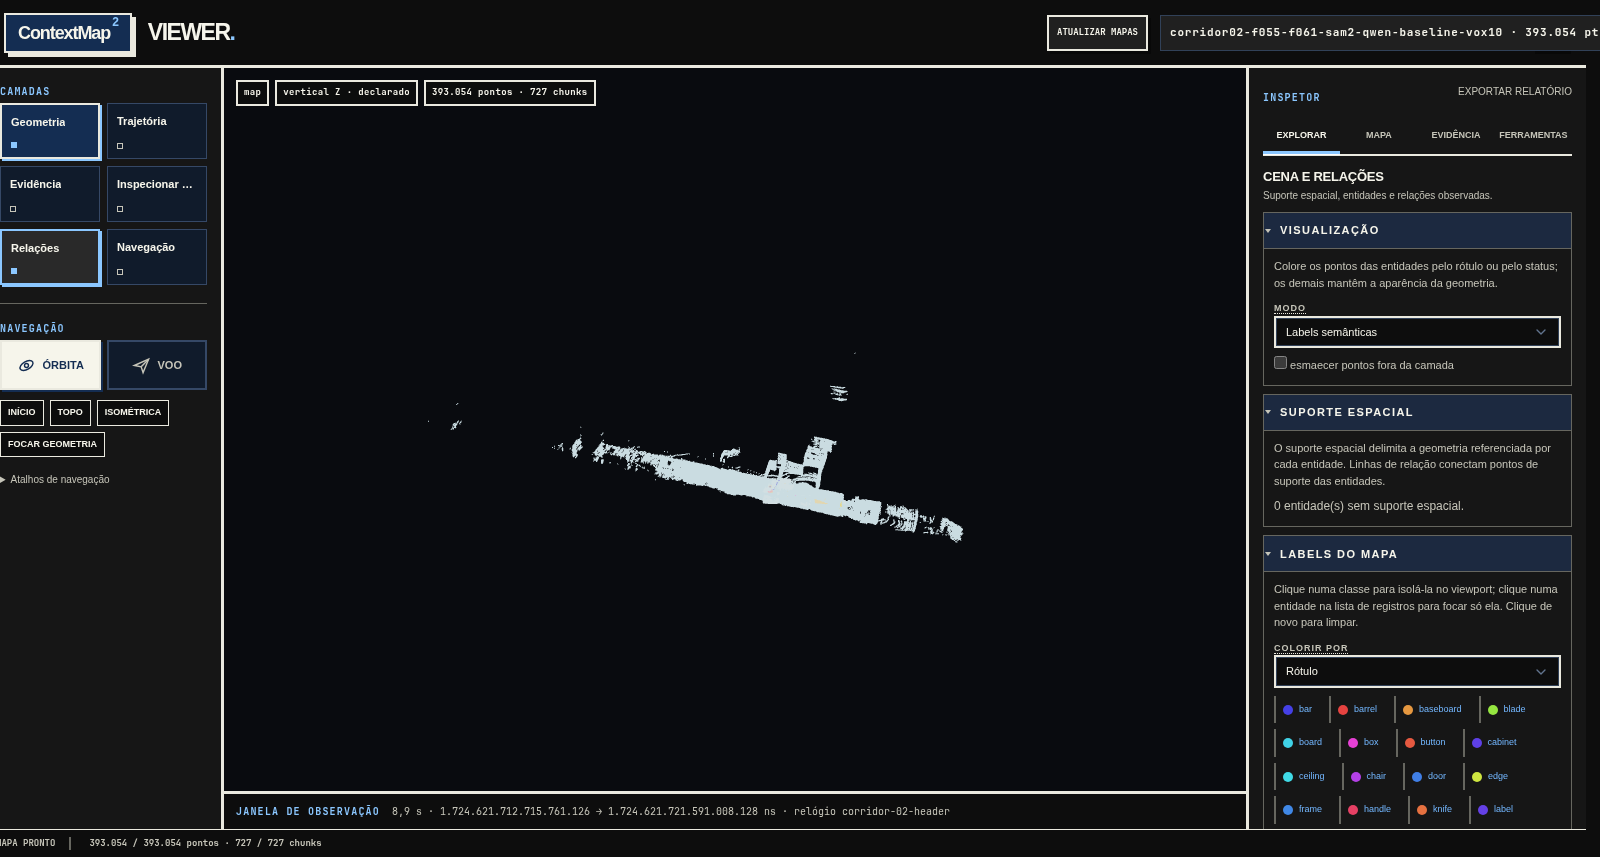 ContextMap 2 VIEWER.
ATUALIZAR MAPAS
corridor02-f055-f061-sam2-qwen-baseline-vox10 · 393.054 pt
CAMADAS
Geometria
Trajetória
Evidência
Inspecionar ...
Relações
Navegação
NAVEGAÇÃO
ÓRBITA
VOO
INÍCIO
TOPO
ISOMÉTRICA
FOCAR GEOMETRIA
Atalhos de navegação
map
vertical Z · declarado
393.054 pontos · 727 chunks
JANELA DE OBSERVAÇÃO 8,9 s · 1.724.621.712.715.761.126 → 1.724.621.721.591.008.128 ns · relógio corridor-02-header
INSPETOR
EXPORTAR RELATÓRIO
EXPLORAR
MAPA
EVIDÊNCIA
FERRAMENTAS
CENA E RELAÇÕES
Suporte espacial, entidades e relações observadas.
VISUALIZAÇÃO
Colore os pontos das entidades pelo rótulo ou pelo status;
os demais mantêm a aparência da geometria.
MODO
Labels semânticas
esmaecer pontos fora da camada
SUPORTE ESPACIAL
O suporte espacial delimita a geometria referenciada por
cada entidade. Linhas de relação conectam pontos de
suporte das entidades.
0 entidade(s) sem suporte espacial.
LABELS DO MAPA
Clique numa classe para isolá-la no viewport; clique numa
entidade na lista de registros para focar só ela. Clique de
novo para limpar.
COLORIR POR
Rótulo
bar
barrel
baseboard
blade
board
box
button
cabinet
ceiling
chair
door
edge
frame
handle
knife
label
MAPA PRONTO
393.054 / 393.054 pontos · 727 / 727 chunks